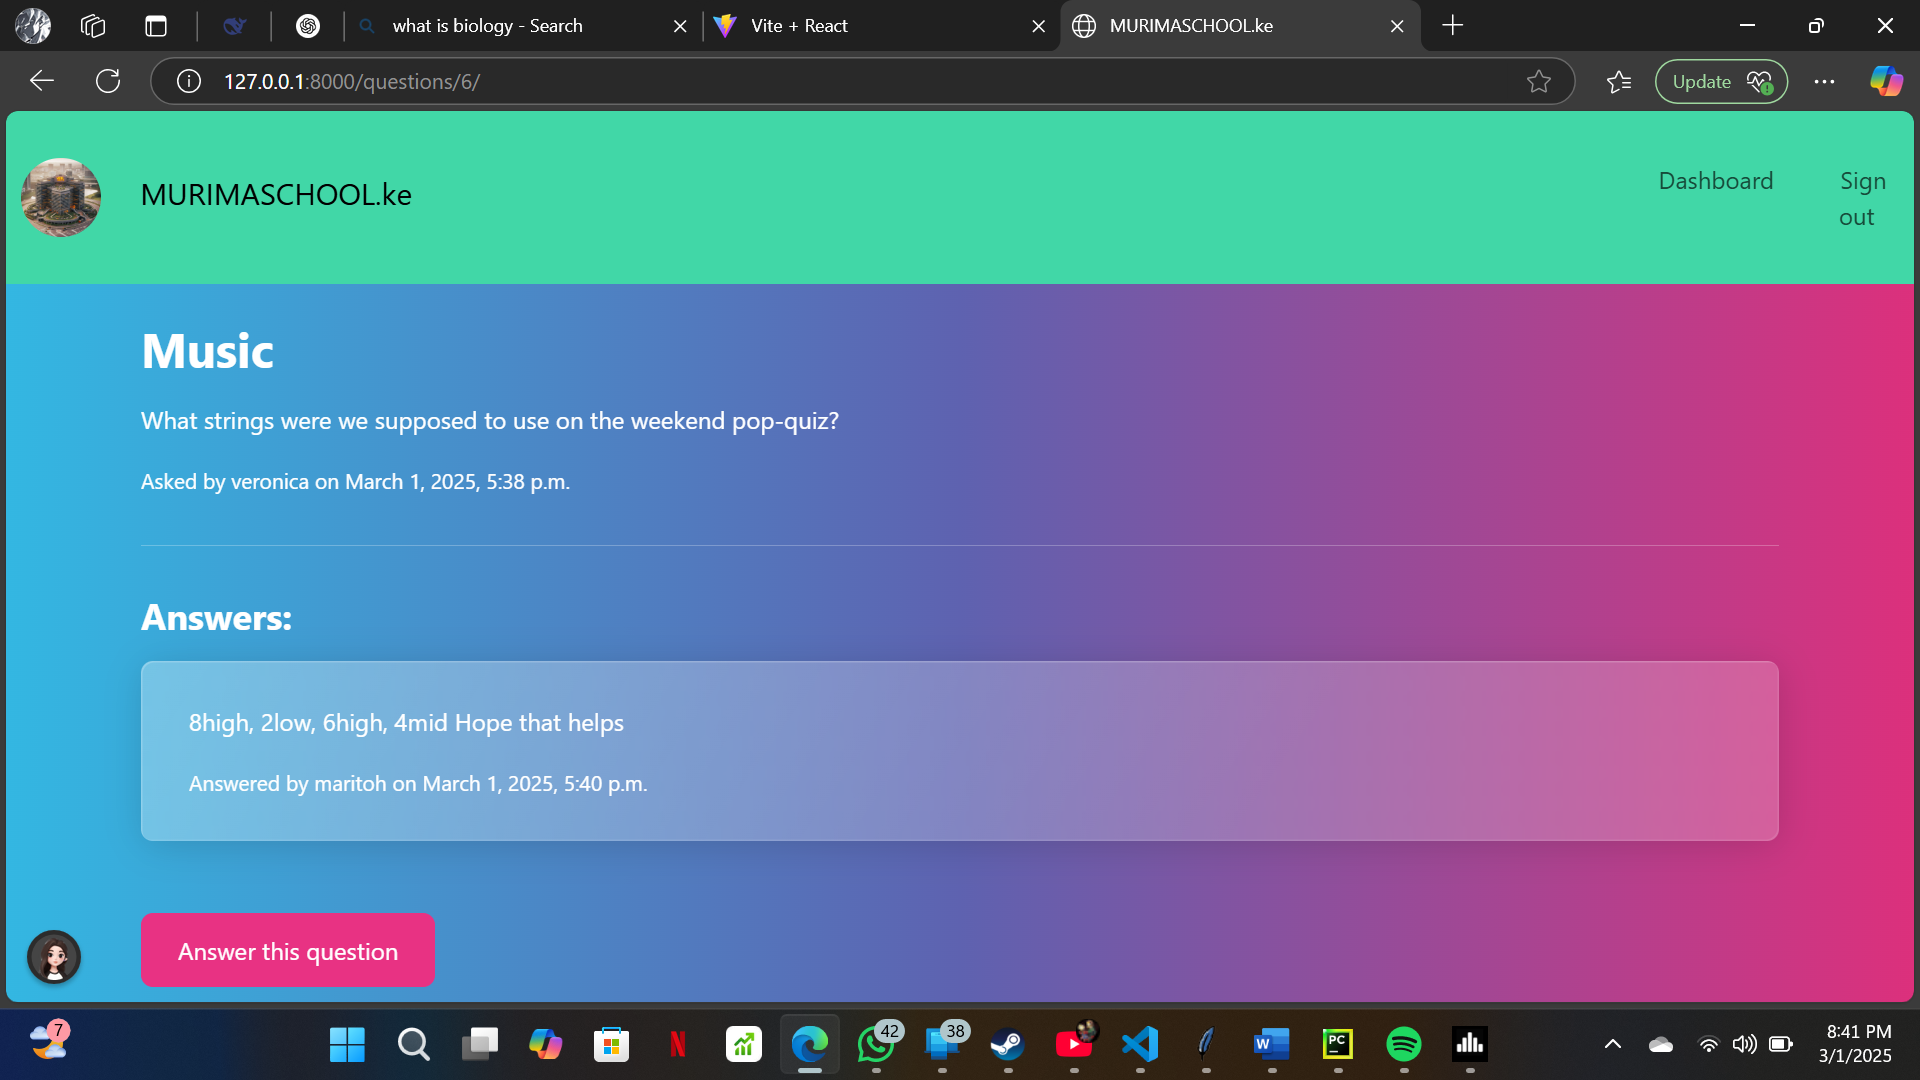 what is biology - Search
Vite + React
MURIMASCHOOL.ke
127.0.0.1:8000/questions/6/
Update
MURIMASCHOOL.ke
Dashboard
Sign
out
Music
What strings were we supposed to use on the weekend pop-quiz?
Asked by veronica on March 1, 2025, 5:38 p.m.
Answers:
8high, 2low, 6high, 4mid Hope that helps
Answered by maritoh on March 1, 2025, 5:40 p.m.
Answer this question
7
42
38
W
PC
8:41 PM
3/1/2025